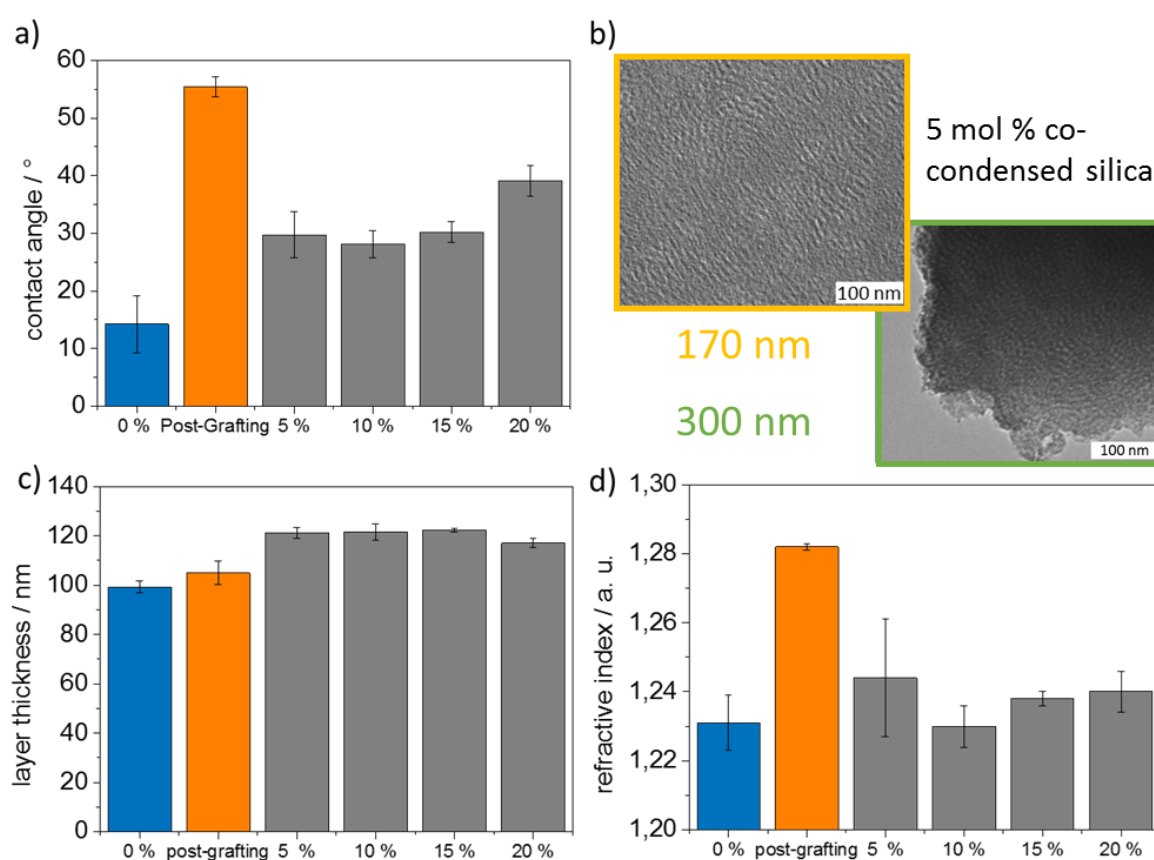 a)
contact angle / °
60
50
40
30
20
10
0
0 % Post-Grafting 5 % 10 % 15 % 20 %
b)
100 nm
5 mol % co-
condensed silica
170 nm
300 nm
100 nm
c)
layer thickness / nm
140
120
100
80
60
40
20
0
0 % post-grafting 5 % 10 % 15 % 20 %
d)
refractive index / a. u.
1,30
1,28
1,26
1,24
1,22
1,20
0 % post-grafting 5 % 10 % 15 % 20 %